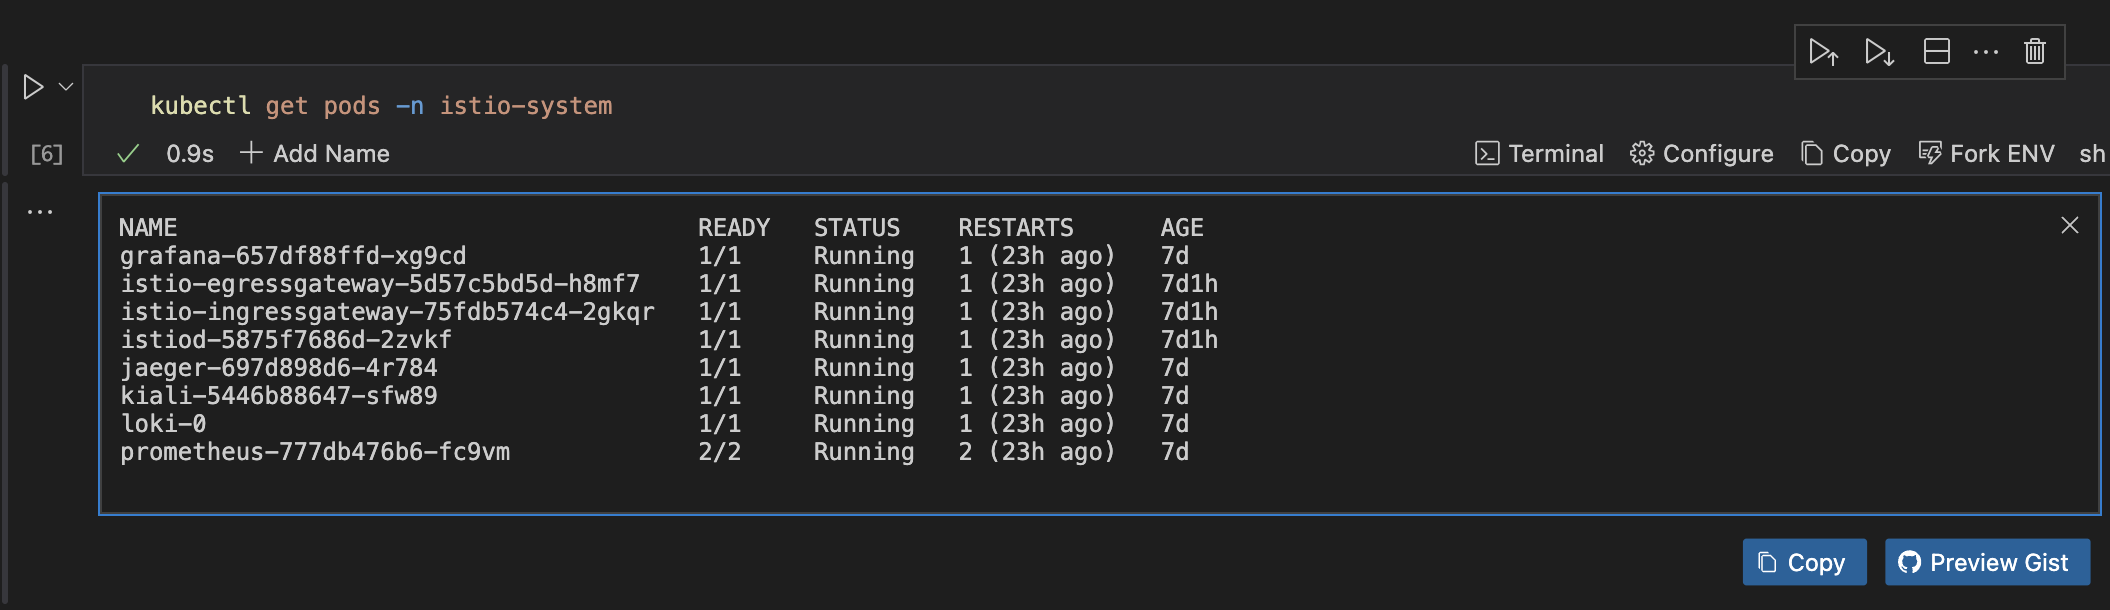 kubectl get pods -n istio-system
[6] 0.9s Add Name Terminal Configure Copy Fork ENV sh
NAME READY STATUS RESTARTS AGE
grafana-657df88ffd-xg9cd 1/1 Running 1 (23h ago) 7d
istio-egressgateway-5d57c5bd5d-h8mf7 1/1 Running 1 (23h ago) 7d1h
istio-ingressgateway-75fdb574c4-2gkqr 1/1 Running 1 (23h ago) 7d1h
istiod-5875f7686d-2zvkf 1/1 Running 1 (23h ago) 7d1h
jaeger-697d898d6-4r784 1/1 Running 1 (23h ago) 7d
kiali-5446b88647-sfw89 1/1 Running 1 (23h ago) 7d
loki-0 1/1 Running 1 (23h ago) 7d
prometheus-777db476b6-fc9vm 2/2 Running 2 (23h ago) 7d
Copy Preview Gist